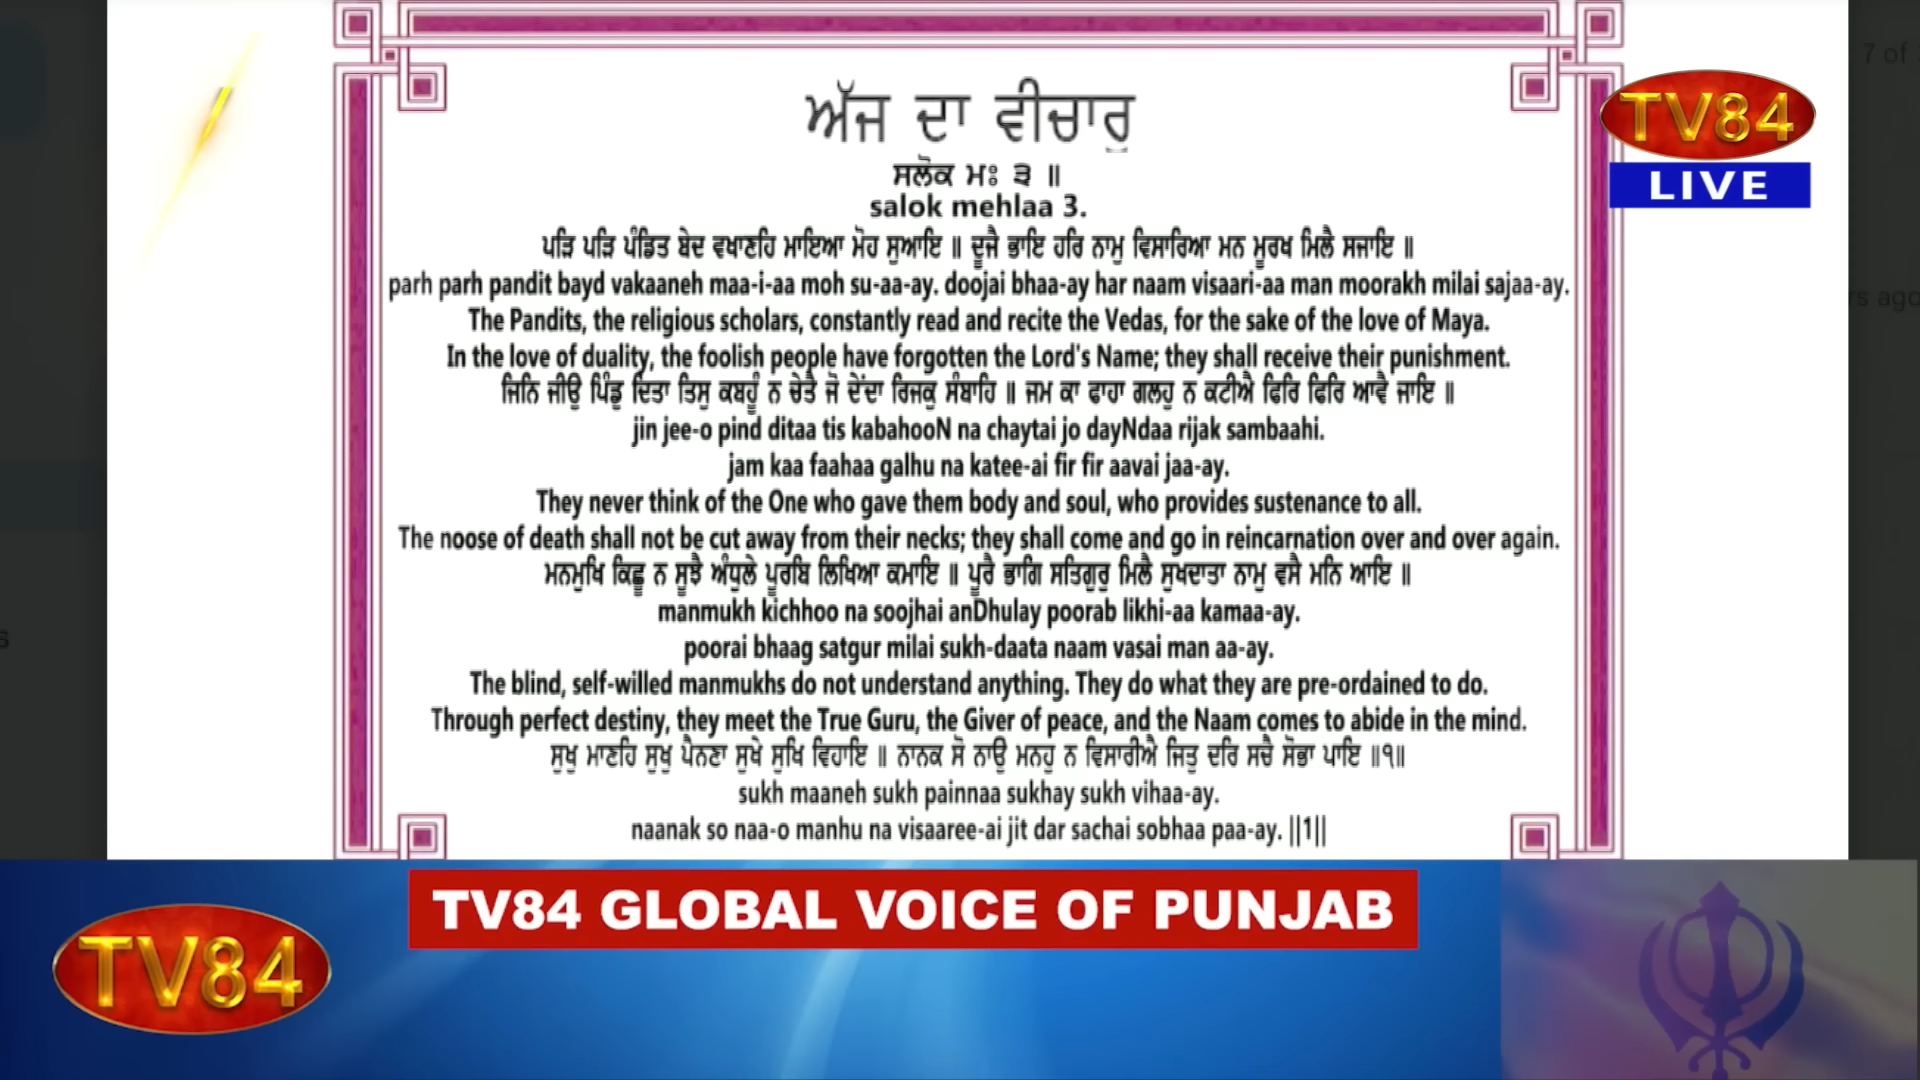 ਅੱਜ ਦਾ ਵੀਚਾਰੁ
TV84
LIVE
ਸਲੋਕ ਮਃ ੩ ॥
salok mehlaa 3.
ਪੜਿ ਪੜਿ ਪੰਡਿਤ ਬੇਦ ਵਖਾਣਹਿ ਮਾਇਆ ਮੋਹ ਸੁਆਇ ॥ ਦੂਜੈ ਭਾਇ ਹਰਿ ਨਾਮੁ ਵਿਸਾਰਿਆ ਮਨ ਮੂਰਖ ਮਿਲੈ ਸਜਾਇ ॥
parh parh pandit bayd vakaaneh maa-i-aa moh su-aa-ay. doojai bhaa-ay har naam visaari-aa man moorakh milai sajaa-ay.
The Pandits, the religious scholars, constantly read and recite the Vedas, for the sake of the love of Maya.
In the love of duality, the foolish people have forgotten the Lord's Name; they shall receive their punishment.
ਜਿਨਿ ਜੀਉ ਪਿੰਡੁ ਦਿਤਾ ਤਿਸੁ ਕਬਹੂੰ ਨ ਚੇਤੈ ਜੋ ਦੇਂਦਾ ਰਿਜਕੁ ਸੰਬਾਹਿ ॥ ਜਮ ਕਾ ਫਾਹਾ ਗਲਹੁ ਨ ਕਟੀਐ ਫਿਰਿ ਫਿਰਿ ਆਵੈ ਜਾਇ ॥
jin jee-o pind ditaa tis kabahooN na chaytai jo dayNdaa rijak sambaahi.
jam kaa faahaa galhu na katee-ai fir fir aavai jaa-ay.
They never think of the One who gave them body and soul, who provides sustenance to all.
The noose of death shall not be cut away from their necks; they shall come and go in reincarnation over and over again.
ਮਨਮੁਖਿ ਕਿਛੂ ਨ ਸੂਝੈ ਅੰਧੁਲੇ ਪੂਰਬਿ ਲਿਖਿਆ ਕਮਾਇ ॥ ਪੂਰੈ ਭਾਗਿ ਸਤਿਗੁਰੁ ਮਿਲੈ ਸੁਖਦਾਤਾ ਨਾਮੁ ਵਸੈ ਮਨਿ ਆਇ ॥
manmukh kichhoo na soojhai anDhulay poorab likhi-aa kamaa-ay.
poorai bhaag satgur milai sukh-daata naam vasai man aa-ay.
The blind, self-willed manmukhs do not understand anything. They do what they are pre-ordained to do.
Through perfect destiny, they meet the True Guru, the Giver of peace, and the Naam comes to abide in the mind.
ਸੁਖੁ ਮਾਣਹਿ ਸੁਖੁ ਪੈਨਣਾ ਸੁਖੇ ਸੁਖਿ ਵਿਹਾਇ ॥ ਨਾਨਕ ਸੋ ਨਾਉ ਮਨਹੁ ਨ ਵਿਸਾਰੀਐ ਜਿਤੁ ਦਰਿ ਸਚੈ ਸੋਭਾ ਪਾਇ ॥੧॥
sukh maaneh sukh painnaa sukhay sukh vihaa-ay.
naanak so naa-o manhu na visaaree-ai jit dar sachai sobhaa paa-ay. ||1||
7 of
rs ago
s
TV84 GLOBAL VOICE OF PUNJAB
TV84